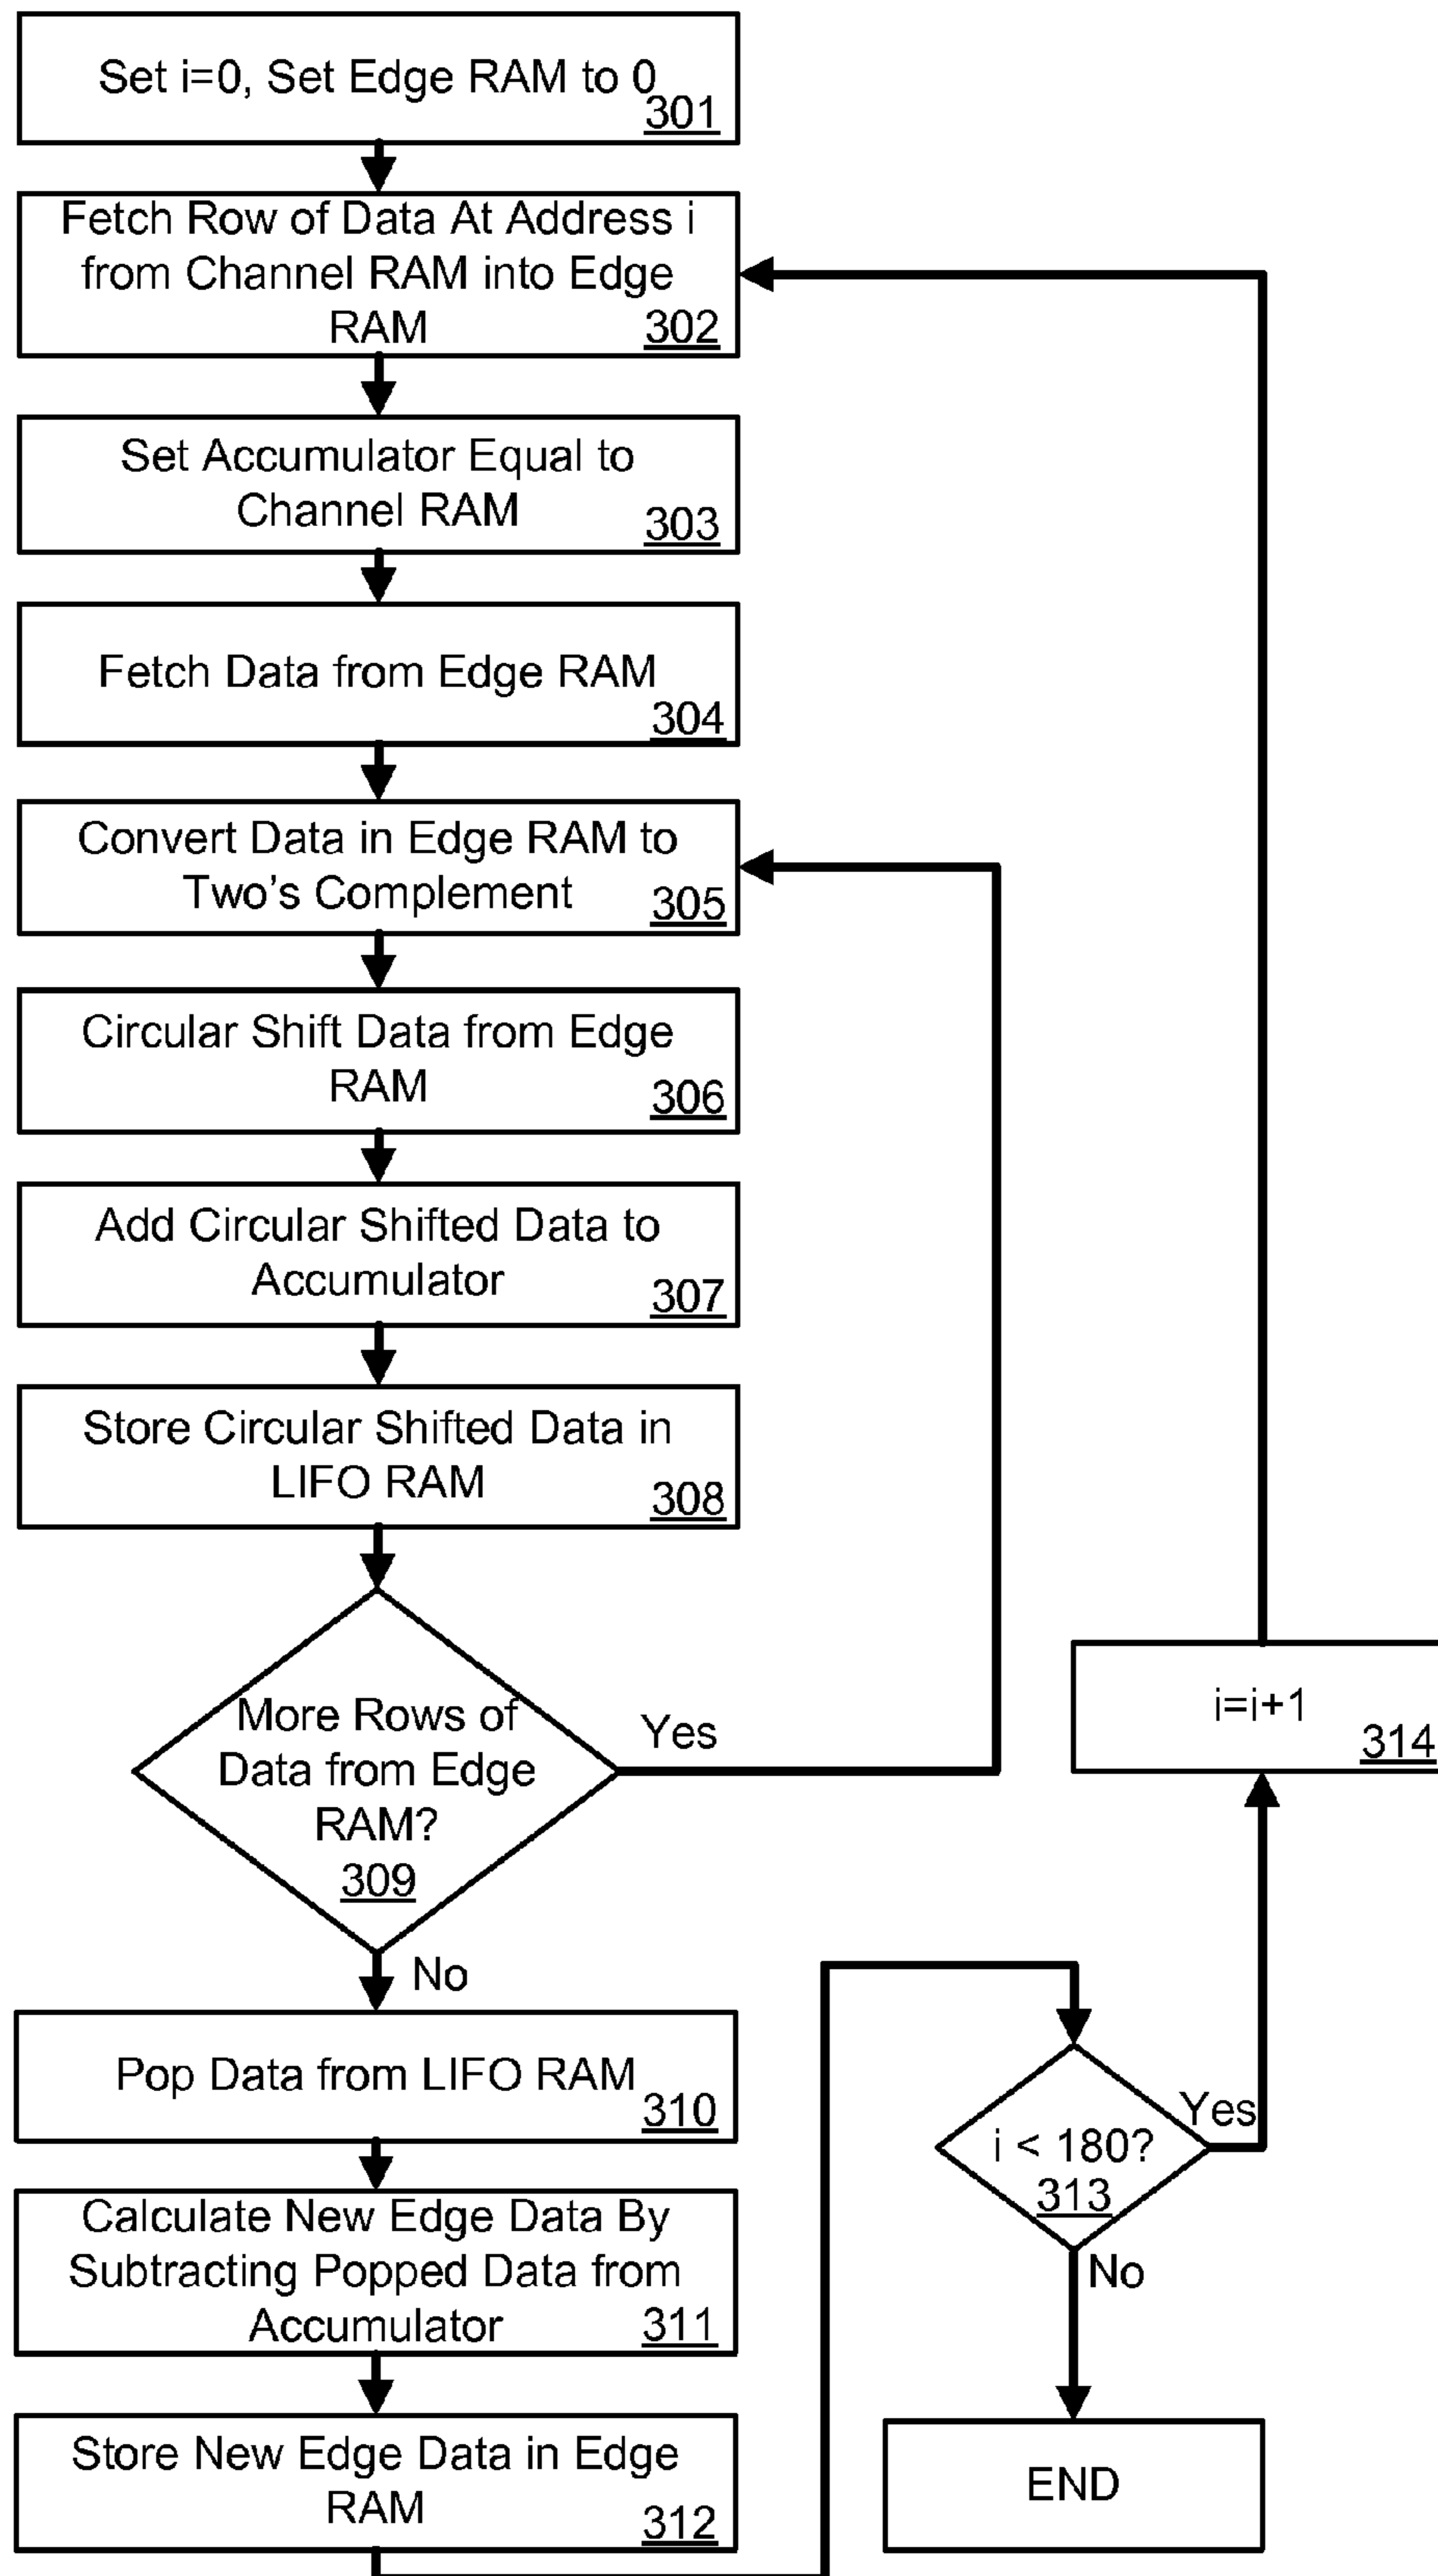 Set i=0, Set Edge RAM to 0
301
Fetch Row of Data At Address i
from Channel RAM into Edge
RAM
302
Set Accumulator Equal to
Channel RAM
303
Fetch Data from Edge RAM
304
Convert Data in Edge RAM to
Two's Complement
305
Circular Shift Data from Edge
RAM
306
Add Circular Shifted Data to
Accumulator
307
Store Circular Shifted Data in
LIFO RAM
308
More Rows of
Data from Edge
RAM?
309
Yes
No
Pop Data from LIFO RAM
310
Calculate New Edge Data By
Subtracting Popped Data from
Accumulator
311
Store New Edge Data in Edge
RAM
312
i < 180?
313
Yes
No
i=i+1
314
END